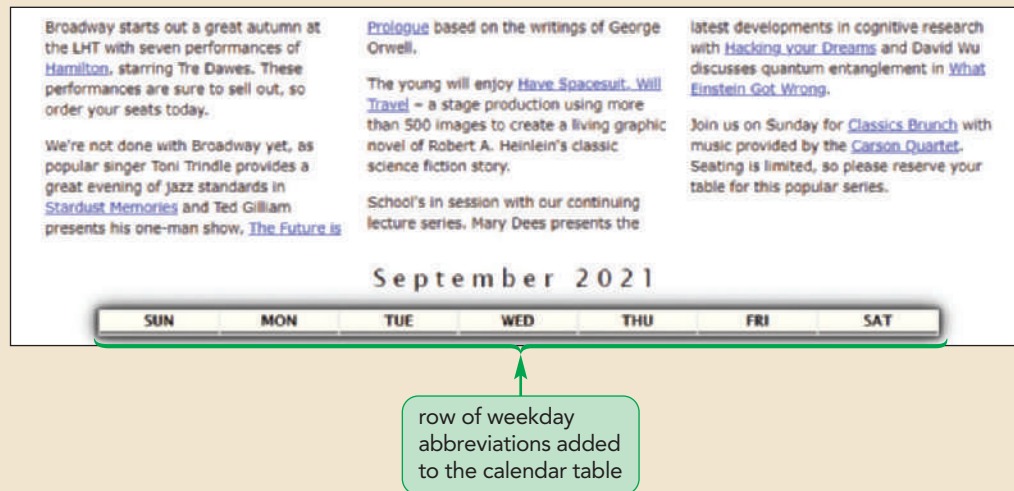 Broadway starts out a great autumn at
the LHT with seven performances of
Hamilton, starring Tre Dawes. These
performances are sure to sell out, so
order your seats today.
We're not done with Broadway yet, as
popular singer Toni Trindle provides a
great evening of jazz standards in
Stardust Memories and Ted Gilliam
presents his one-man show, The Future is
Prologue based on the writings of George
Orwell.
The young will enjoy Have Spacesuit, Will
Travel – a stage production using more
than 500 images to create a living graphic
novel of Robert A. Heinlein's classic
science fiction story.
School's in session with our continuing
lecture series. Mary Dees presents the
latest developments in cognitive research
with Hacking your Dreams and David Wu
discusses quantum entanglement in What
Einstein Got Wrong.
Join us on Sunday for Classics Brunch with
music provided by the Carson Quartet.
Seating is limited, so please reserve your
table for this popular series.
September 2021
SUN MON TUE WED THU FRI SAT
row of weekday
abbreviations added
to the calendar table